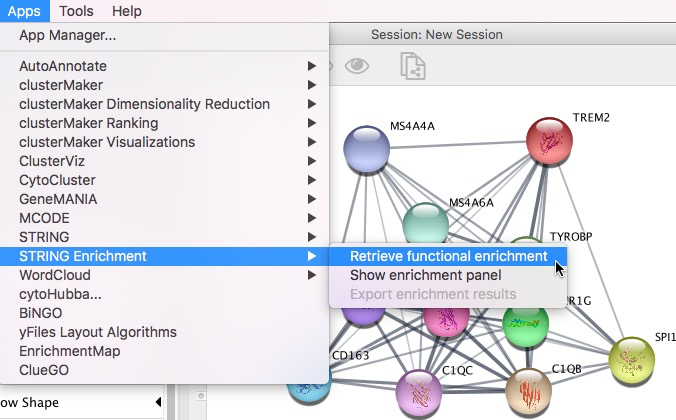 Apps Tools Help
Session: New Session
App Manager...
AutoAnnotate
clusterMaker
clusterMaker Dimensionality Reduction
clusterMaker Ranking
clusterMaker Visualizations
ClusterViz
CytoCluster
GeneMANIA
MCODE
STRING
STRING Enrichment
WordCloud
cytoHubba...
BiNGO
yFiles Layout Algorithms
EnrichmentMap
ClueGO
Retrieve functional enrichment
Show enrichment panel
Export enrichment results
MS4A4A
TREM2
MS4A6A
TYROBP
SPI1
CD163
C1QC
C1QB
Shape